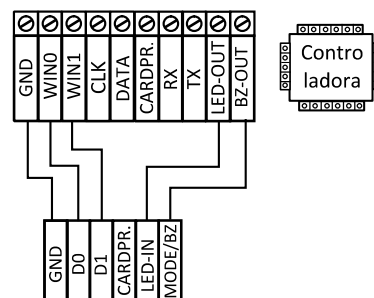 GND
WIN0
WIN1
CLK
DATA
CARDPR.
RX
TX
LED-OUT
BZ-OUT
Contro
ladora
GND
D0
D1
CARDPR.
LED-IN
MODE/BZ